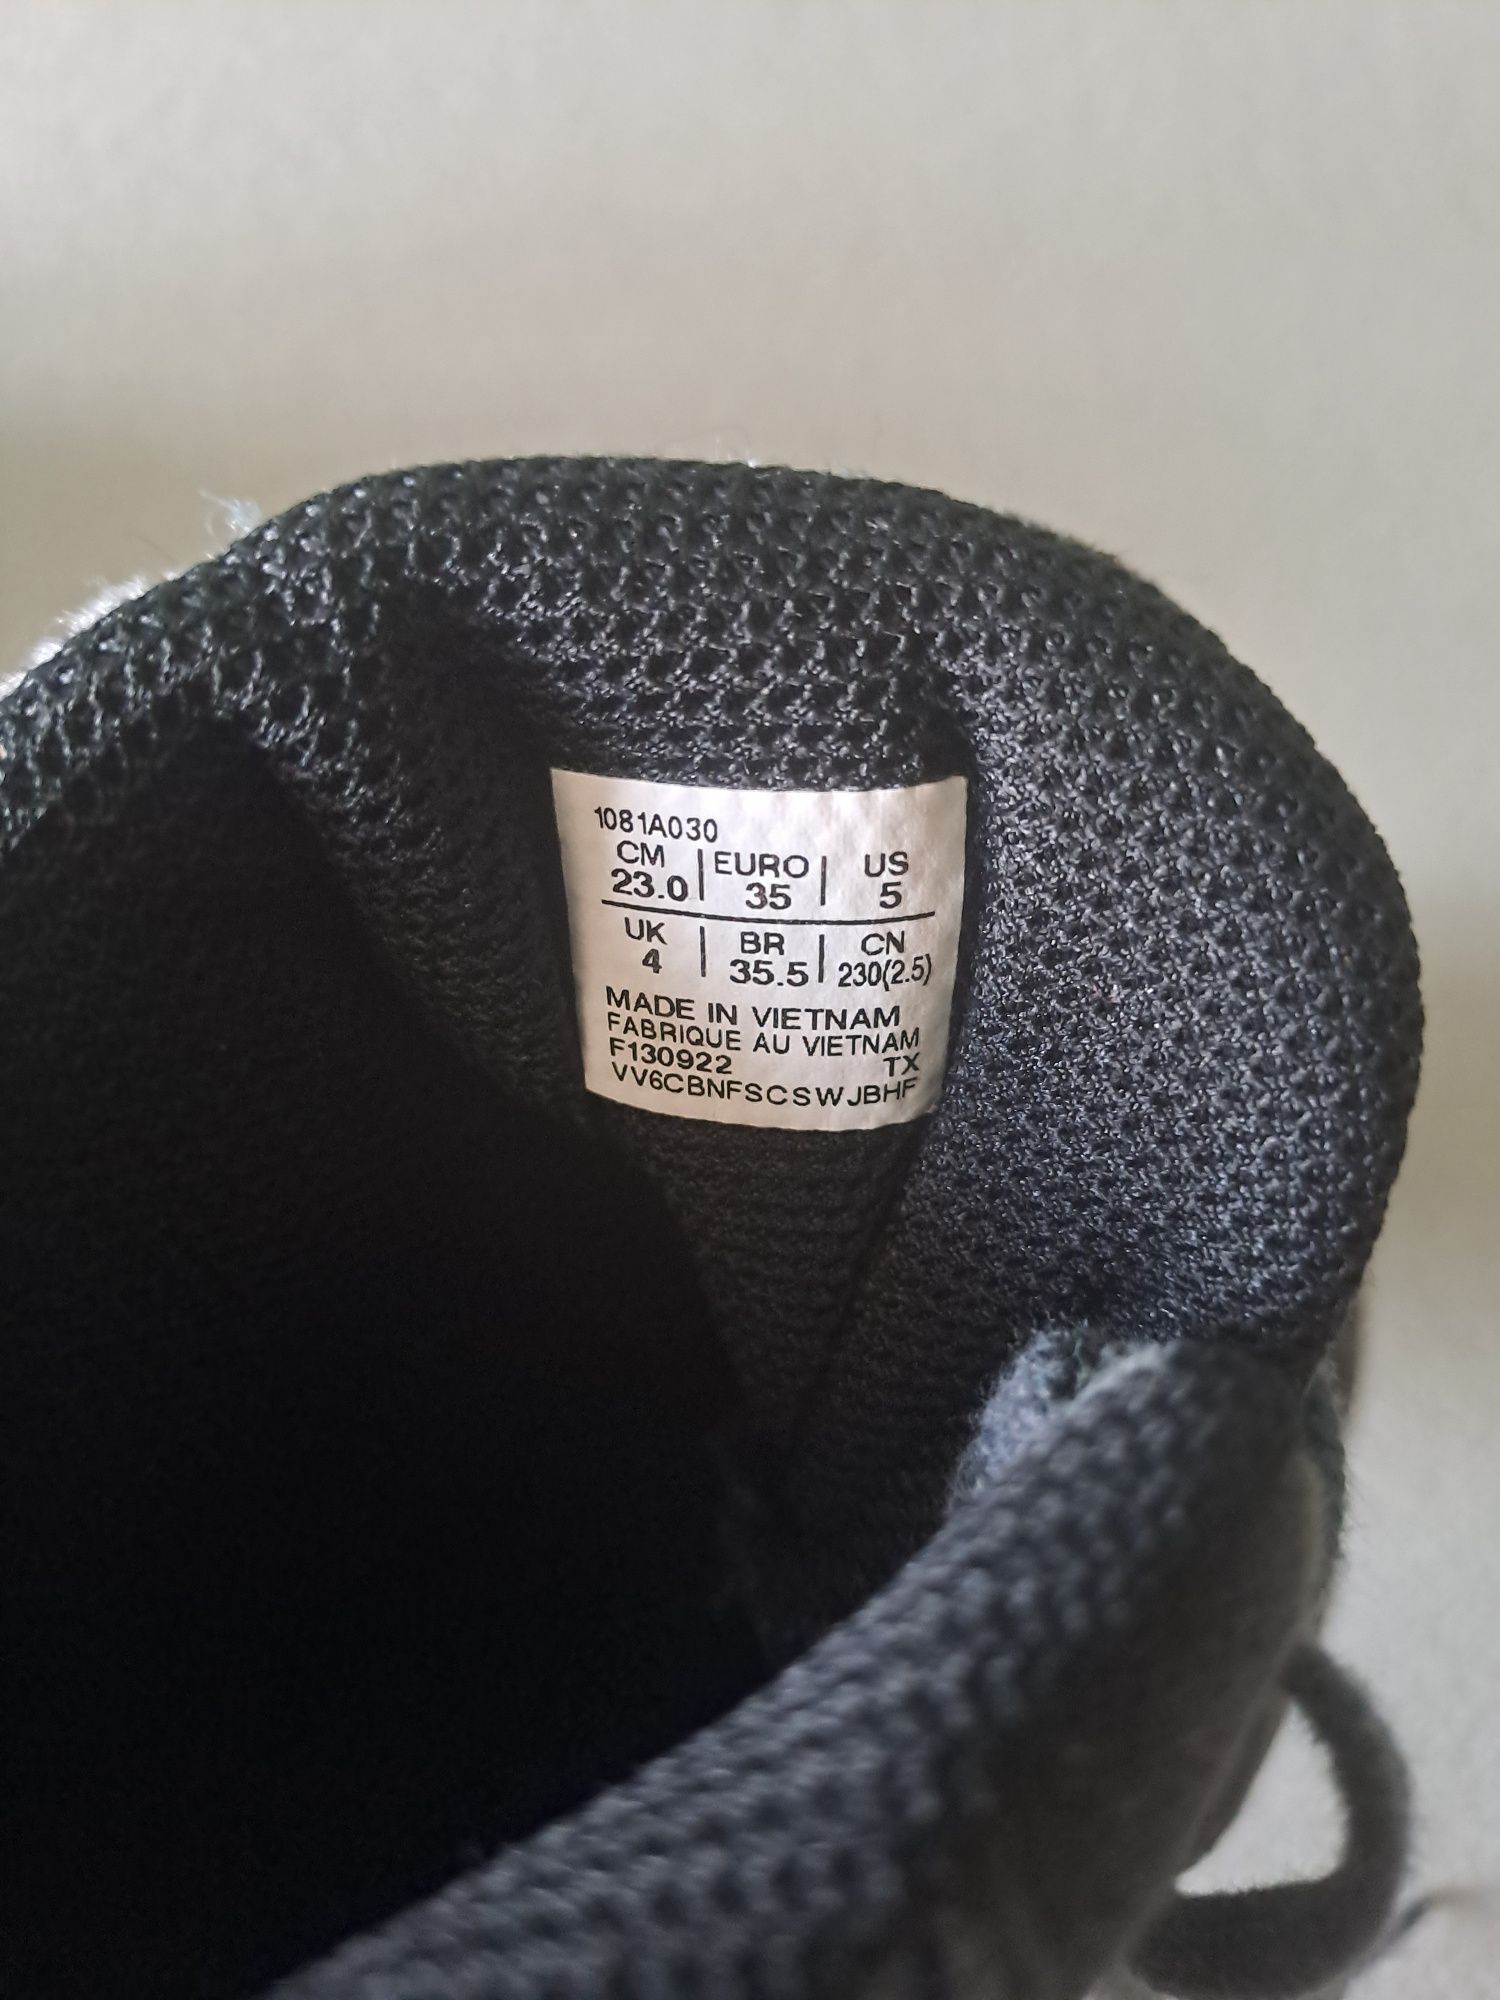 1081A030
CM | EURO | US
23.0 | 35 | 5
UK | BR | CN
4 | 35.5 | 230(2.5)
MADE IN VIETNAM
FABRIQUE AU VIETNAM
F130922 TX
VV6CBNFSCSWJBHF